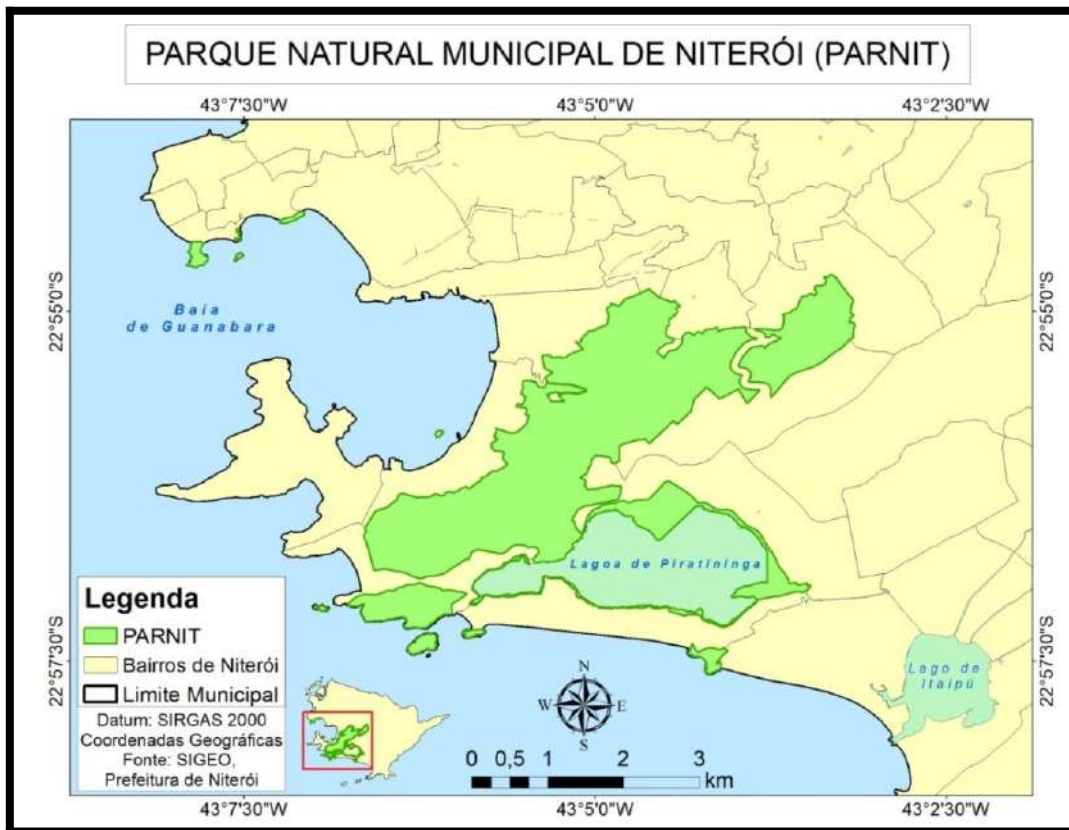 PARQUE NATURAL MUNICIPAL DE NITERÓI (PARNIT)
43°7'30"W
43°5'0"W
43°2'30"W
22°55'0"S
22°55'0"S
Baía
de Guanabara
Lagoa de Piratininga
22°57'30"S
22°57'30"S
Lago de
Itaipú
Legenda
PARNIT
Bairros de Niterói
Limite Municipal
Datum: SIRGAS 2000
Coordenadas Geográficas
Fonte: SIGEO,
Prefeitura de Niterói
N
W
E
S
0 0,5 1 2 3
km
43°7'30"W
43°5'0"W
43°2'30"W